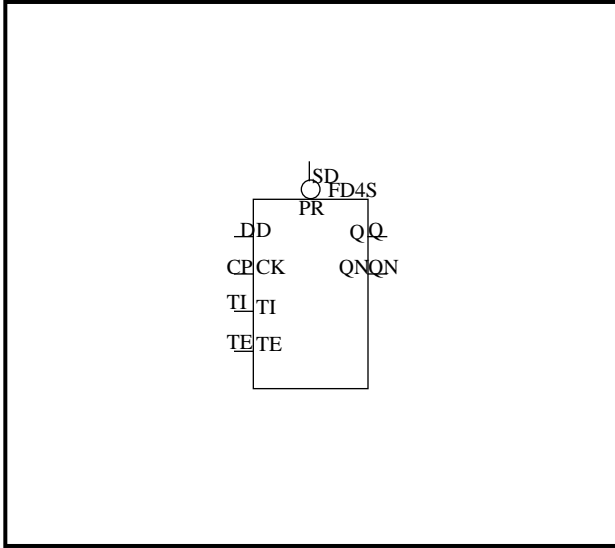 SD
FD4S
PR
D D Q Q
CP CK QN QN
TI TI
TE TE